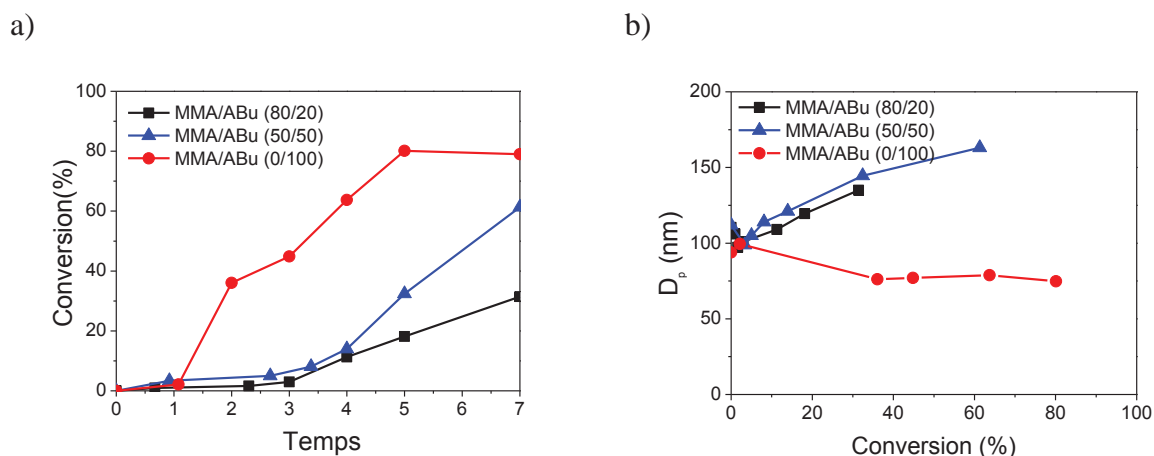 a)
100
80
60
40
20
0
Conversion(%)
MMA/ABu (80/20)
MMA/ABu (50/50)
MMA/ABu (0/100)
0 1 2 3 4 5 6 7
Temps
b)
200
150
100
50
0
Dp (nm)
MMA/ABu (80/20)
MMA/ABu (50/50)
MMA/ABu (0/100)
0 20 40 60 80 100
Conversion (%)